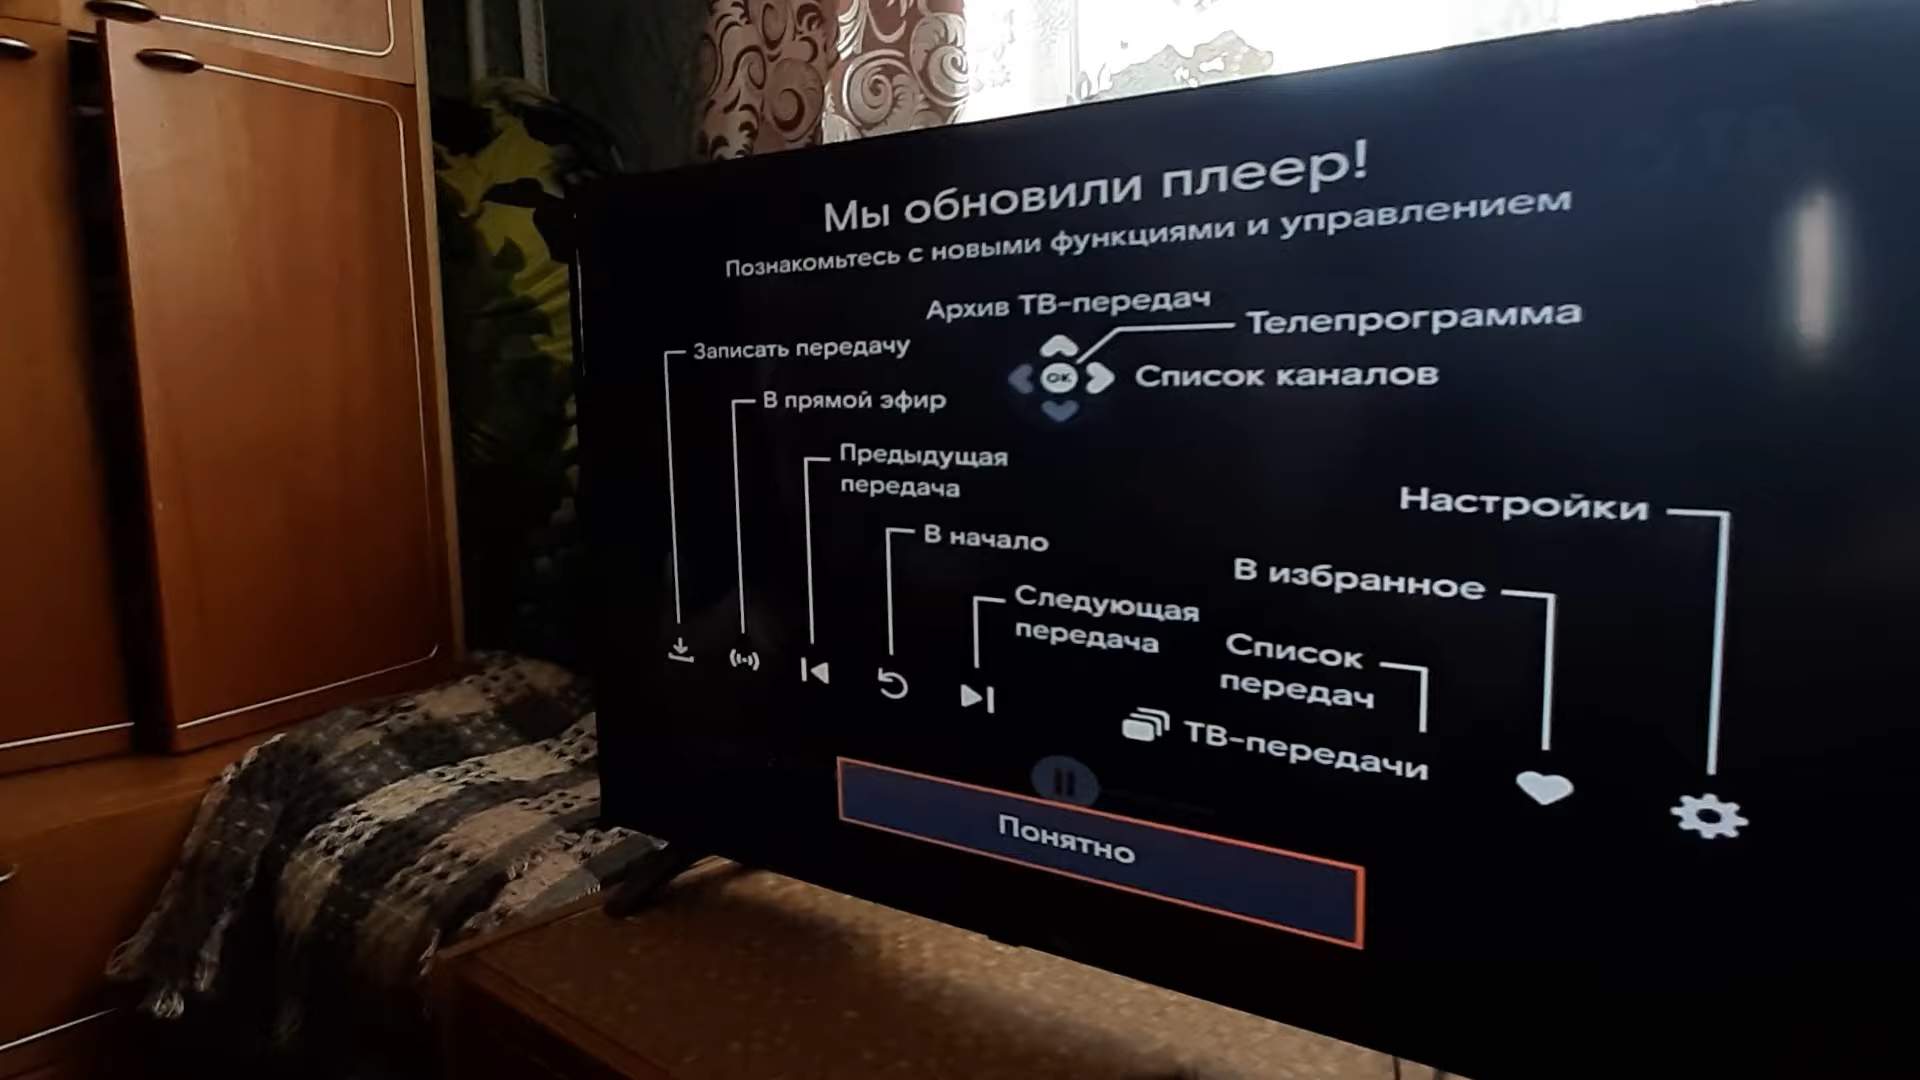 Мы обновили плеер!
Познакомьтесь с новыми функциями и управлением
Архив ТВ-передач
Телепрограмма
Записать передачу
OK
Список каналов
В прямой эфир
Предыдущая
передача
Настройки
В начало
В избранное
Следующая
передача
Список
передач
ТВ-передачи
Понятно